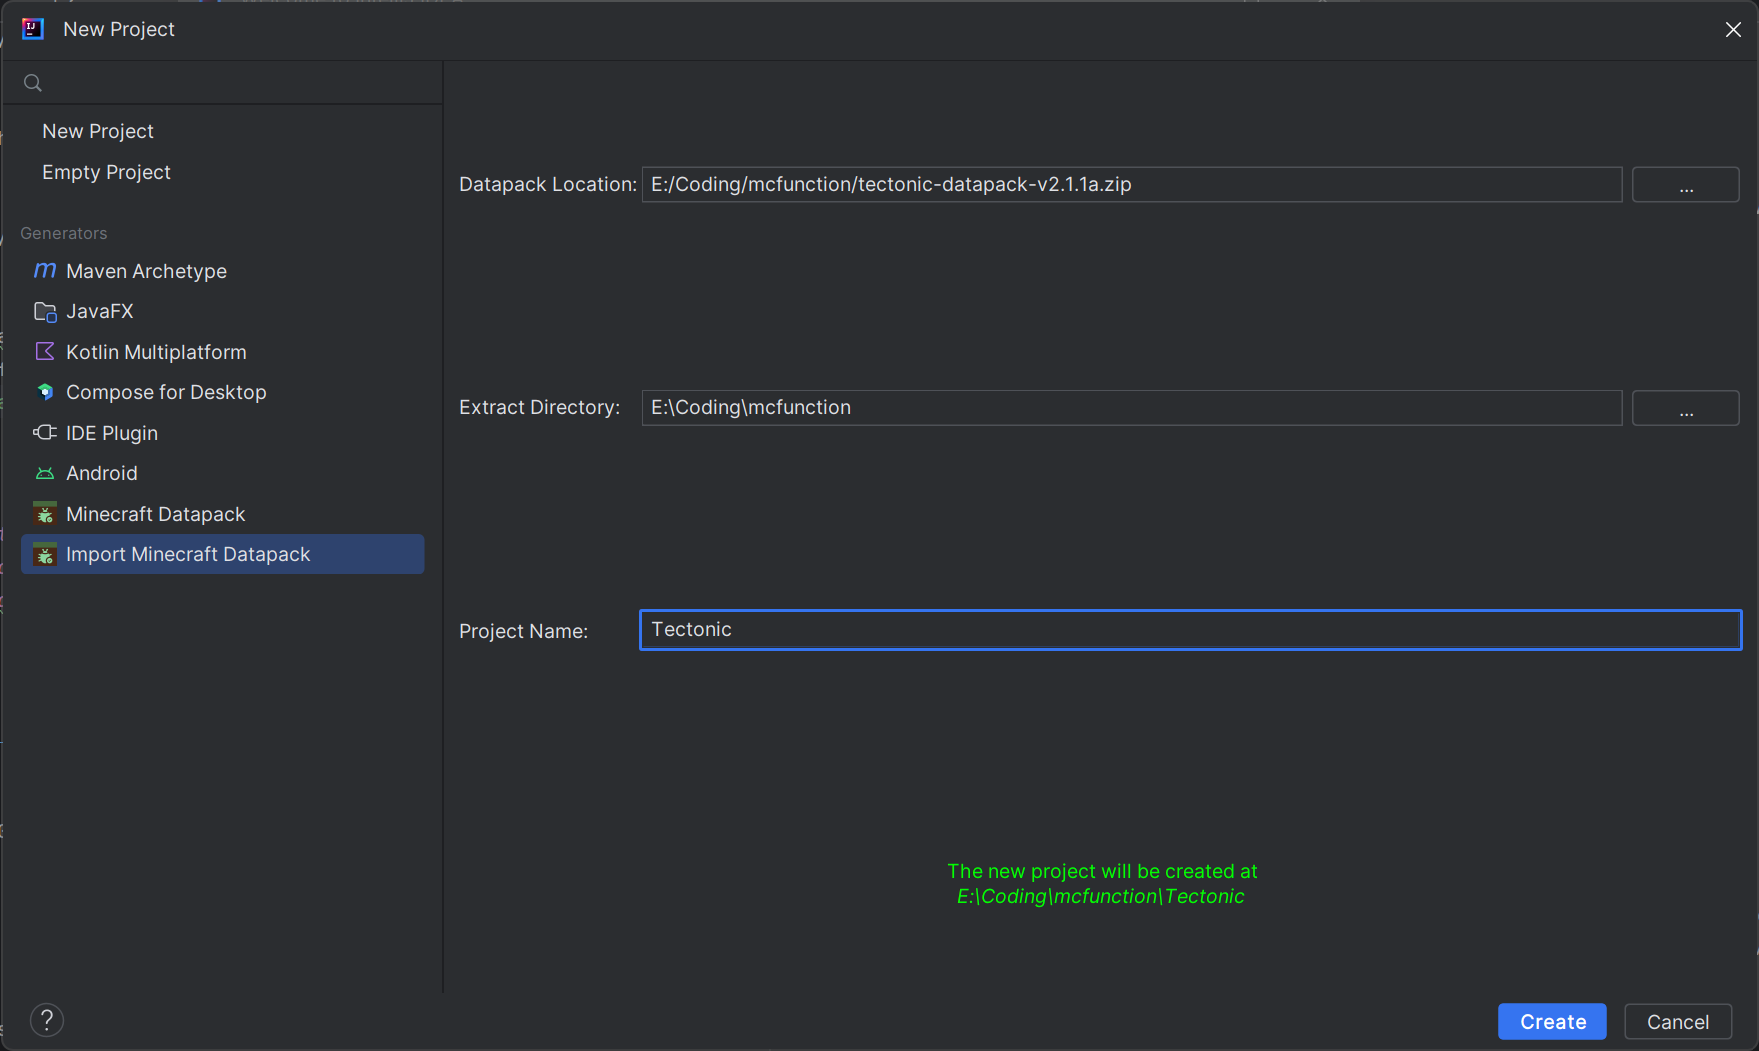 New Project
New Project
Empty Project
Generators
Maven Archetype
JavaFX
Kotlin Multiplatform
Compose for Desktop
IDE Plugin
Android
Minecraft Datapack
Import Minecraft Datapack
Datapack Location: E:/Coding/mcfunction/tectonic-datapack-v2.1.1a.zip ...
Extract Directory: E:\Coding\mcfunction ...
Project Name: Tectonic
The new project will be created at
E:\Coding\mcfunction\Tectonic
?
Create Cancel